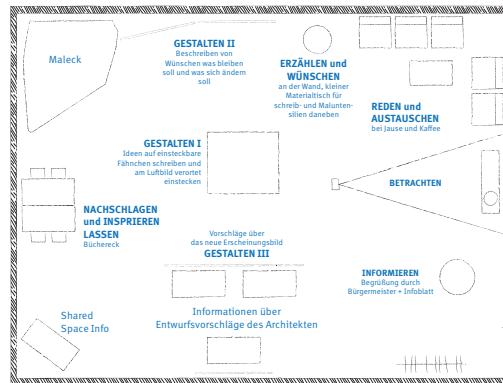 Maleck
GESTALTEN II
Beschreiben von
Wünschen was bleiben
soll und was sich ändern
soll
ERZÄHLEN und
WÜNSCHEN
an der Wand, kleiner
Materialtisch für
schreib- und Malunten-
silien daneben
REDEN und
AUSTAUSCHEN
bei Jause und Kaffee
GESTALTEN I
Ideen auf einsteckbare
Fähnchen schreiben und
am Luftbild verortet
einstecken
BETRACHTEN
NACHSCHLAGEN
und INSPRIEREN
LASSEN
Büchereck
Vorschläge über
das neue Erscheinungsbild
GESTALTEN III
INFORMIEREN
Begrüßung durch
Bürgermeister + Infoblatt
Shared
Space Info
Informationen über
Entwurfsvorschläge des Architekten